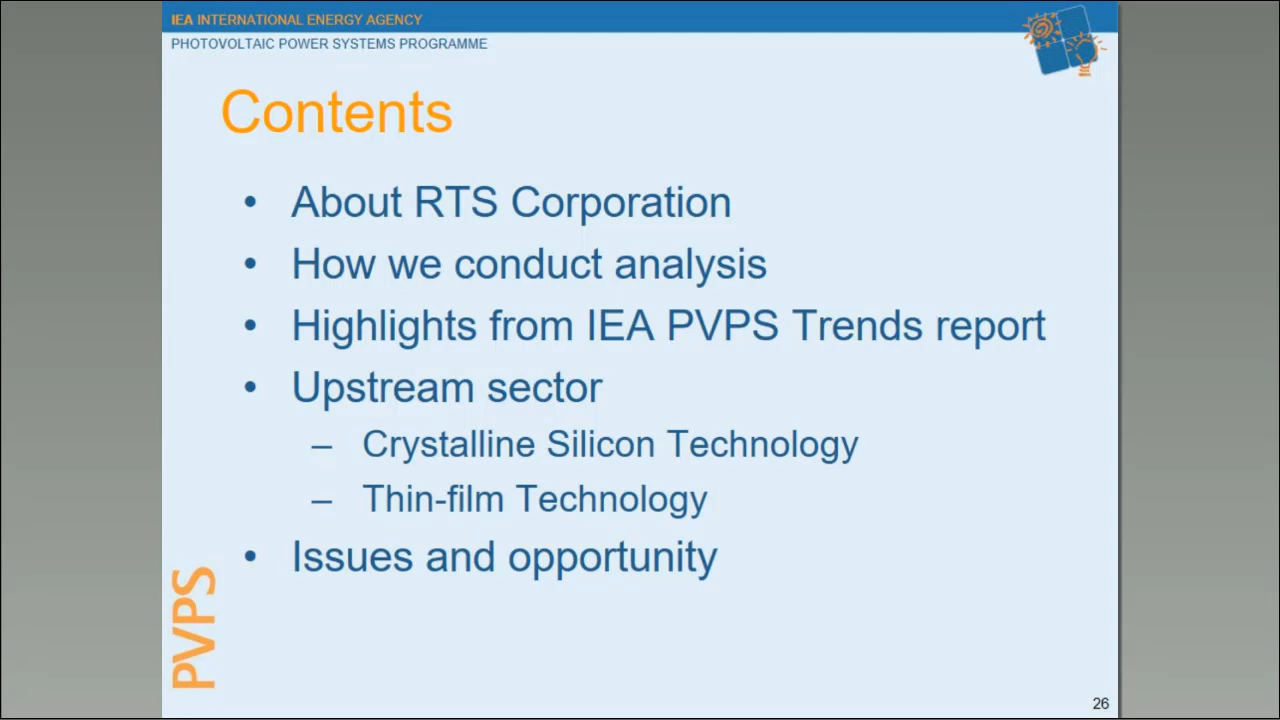 IEA INTERNATIONAL ENERGY AGENCY
PHOTOVOLTAIC POWER SYSTEMS PROGRAMME
Contents
• About RTS Corporation
• How we conduct analysis
• Highlights from IEA PVPS Trends report
• Upstream sector
– Crystalline Silicon Technology
– Thin-film Technology
• Issues and opportunity
PVPS
26